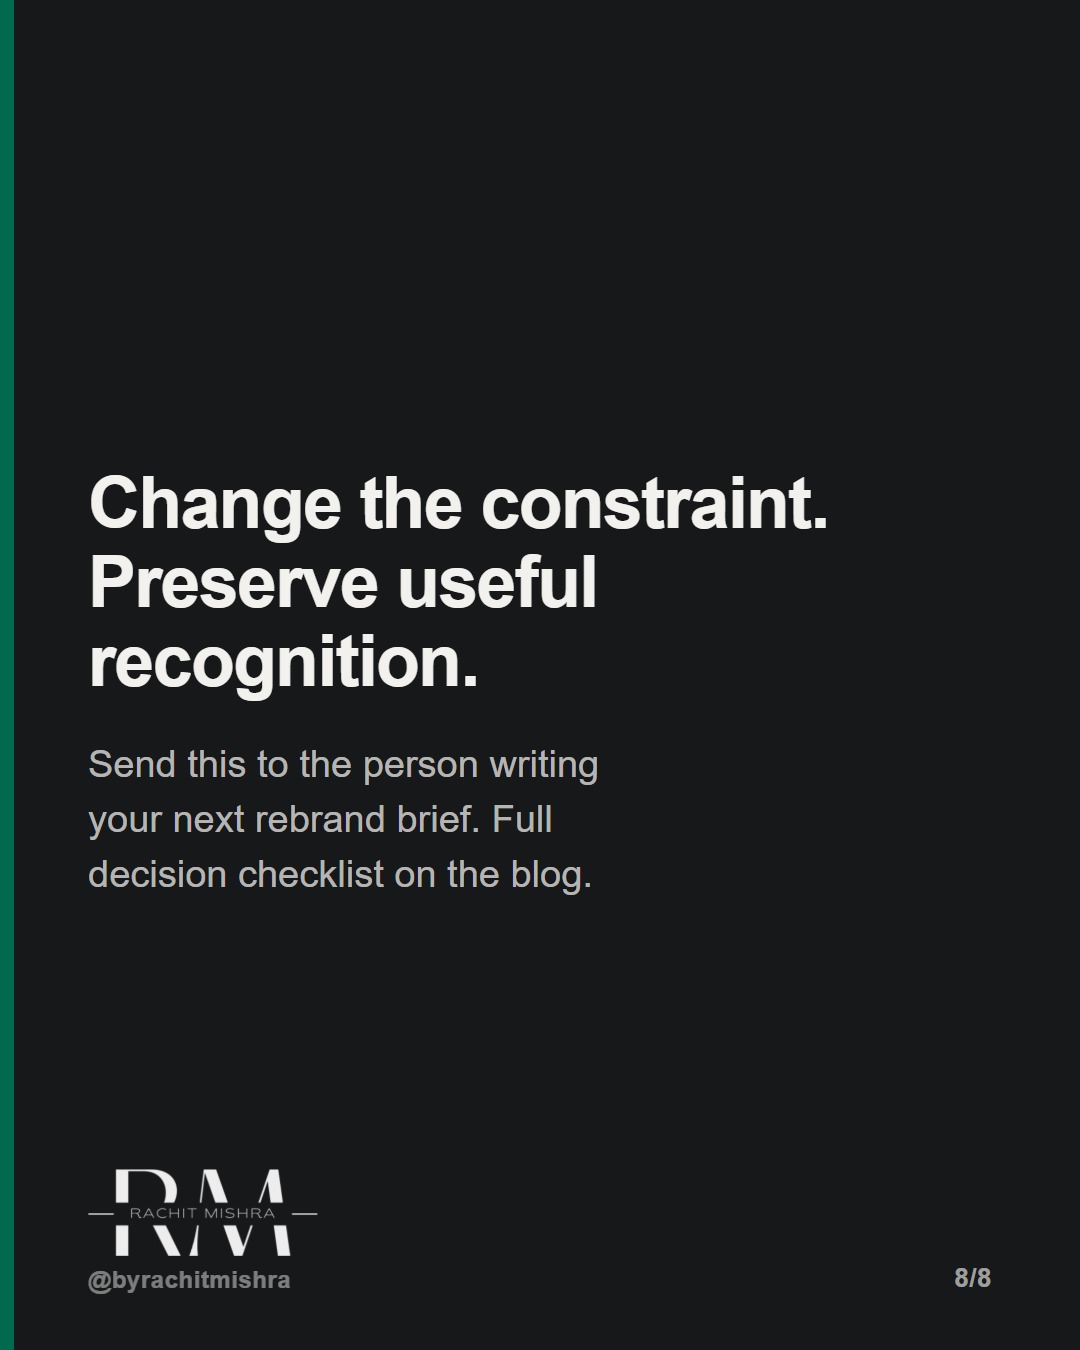 Change the constraint.
Preserve useful
recognition.
Send this to the person writing
your next rebrand brief. Full
decision checklist on the blog.
RM
RACHIT MISHRA
@byrachitmishra
8/8